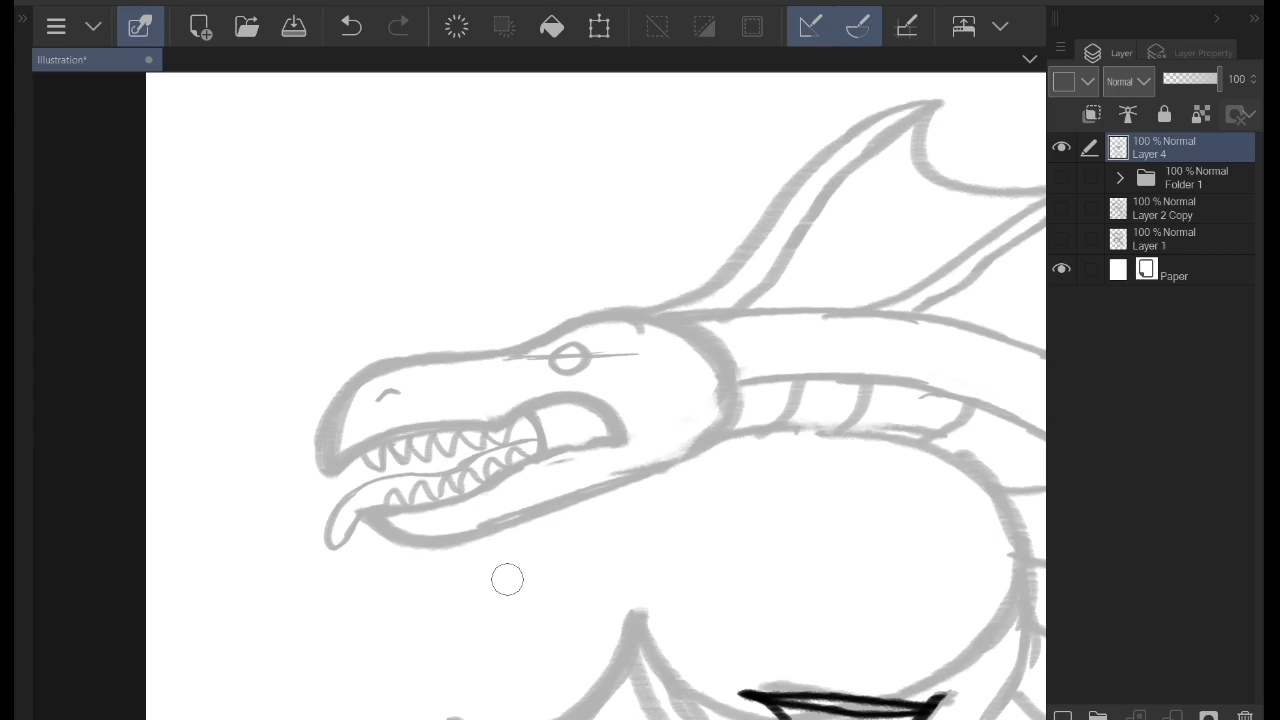 Illustration*
Layer
Layer Property
Normal
100
100 %Normal
Layer 4
100 %Normal
Folder 1
100 %Normal
Layer 2 Copy
100 %Normal
Layer 1
Paper